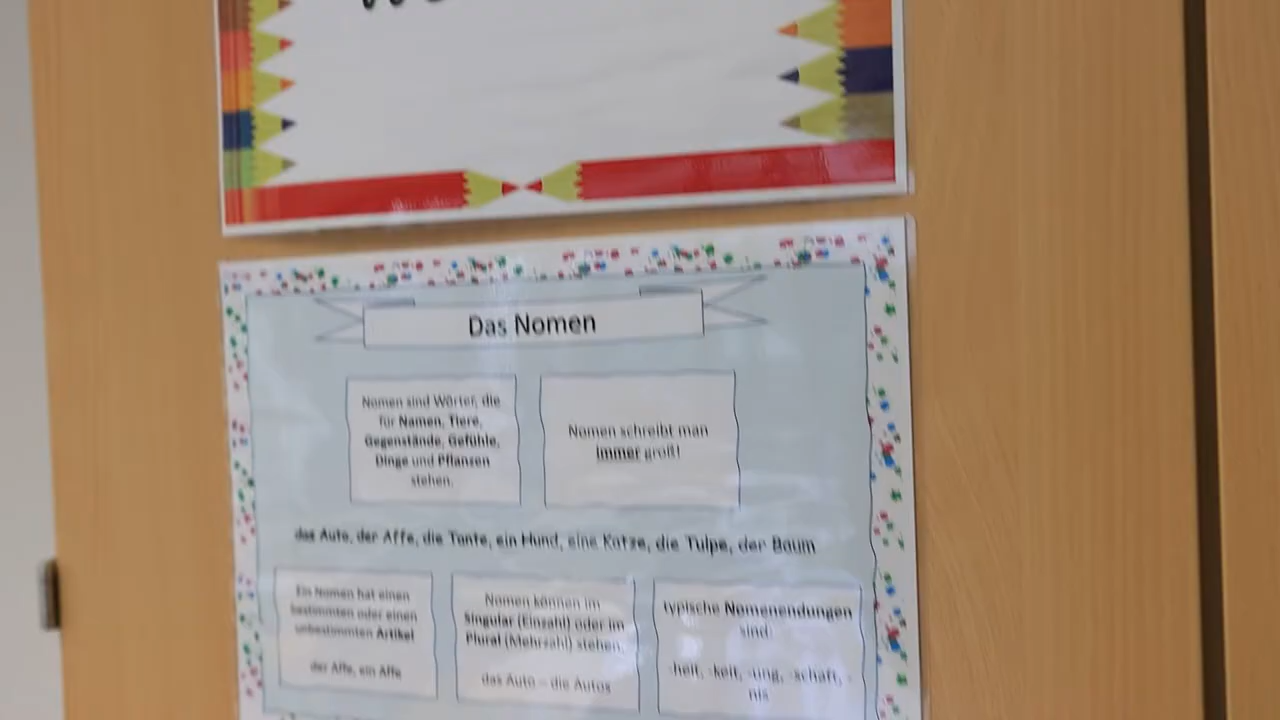 Das Nomen
Nomen sind Wörter, die
für Namen, Tiere,
Gegenstände, Gefühle,
Dinge und Pflanzen
stehen.
Nomen schreibt man
immer groß!
das Auto, der Affe, die Tante, ein Hund, eine Katze, die Tulpe, der Baum
Ein Nomen hat einen
bestimmten oder einen
unbestimmten Artikel
der Affe, ein Affe
Nomen können im
Singular (Einzahl) oder im
Plural (Mehrzahl) stehen.
das Auto – die Autos
typische Nomenendungen
sind:
-heit, -keit, -ung, -schaft, -
nis